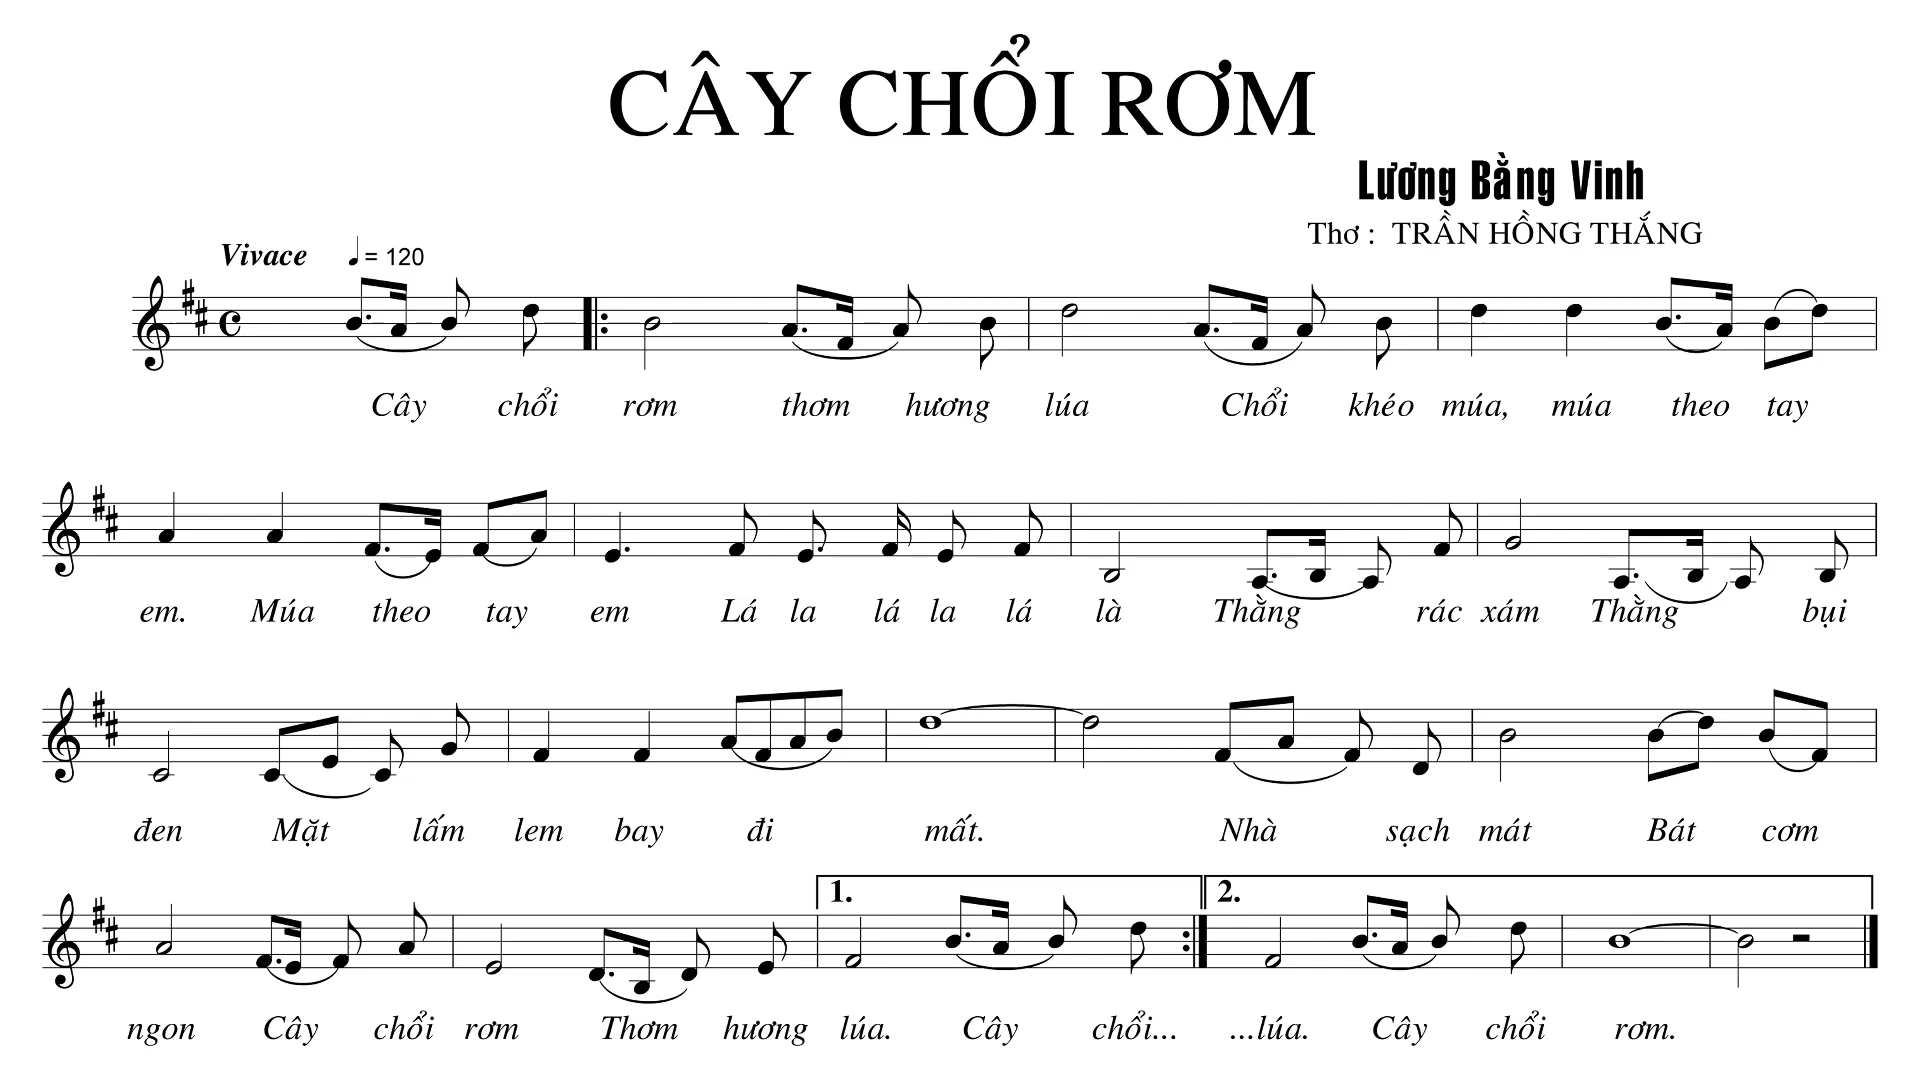 CÂY CHỔI RƠM
Lương Bằng Vinh
Thơ : TRẦN HỒNG THẮNG
Vivace = 120
Cây chổi rơm thơm hương lúa Chổi khéo múa, múa theo tay
em. Múa theo tay em Lá la lá la lá là Thằng rác xám Thằng bụi
đen Mặt lấm lem bay đi mất. Nhà sạch mát Bát cơm
1. 2.
ngon Cây chổi rơm Thơm hương lúa. Cây chổi... ...lúa. Cây chổi rơm.